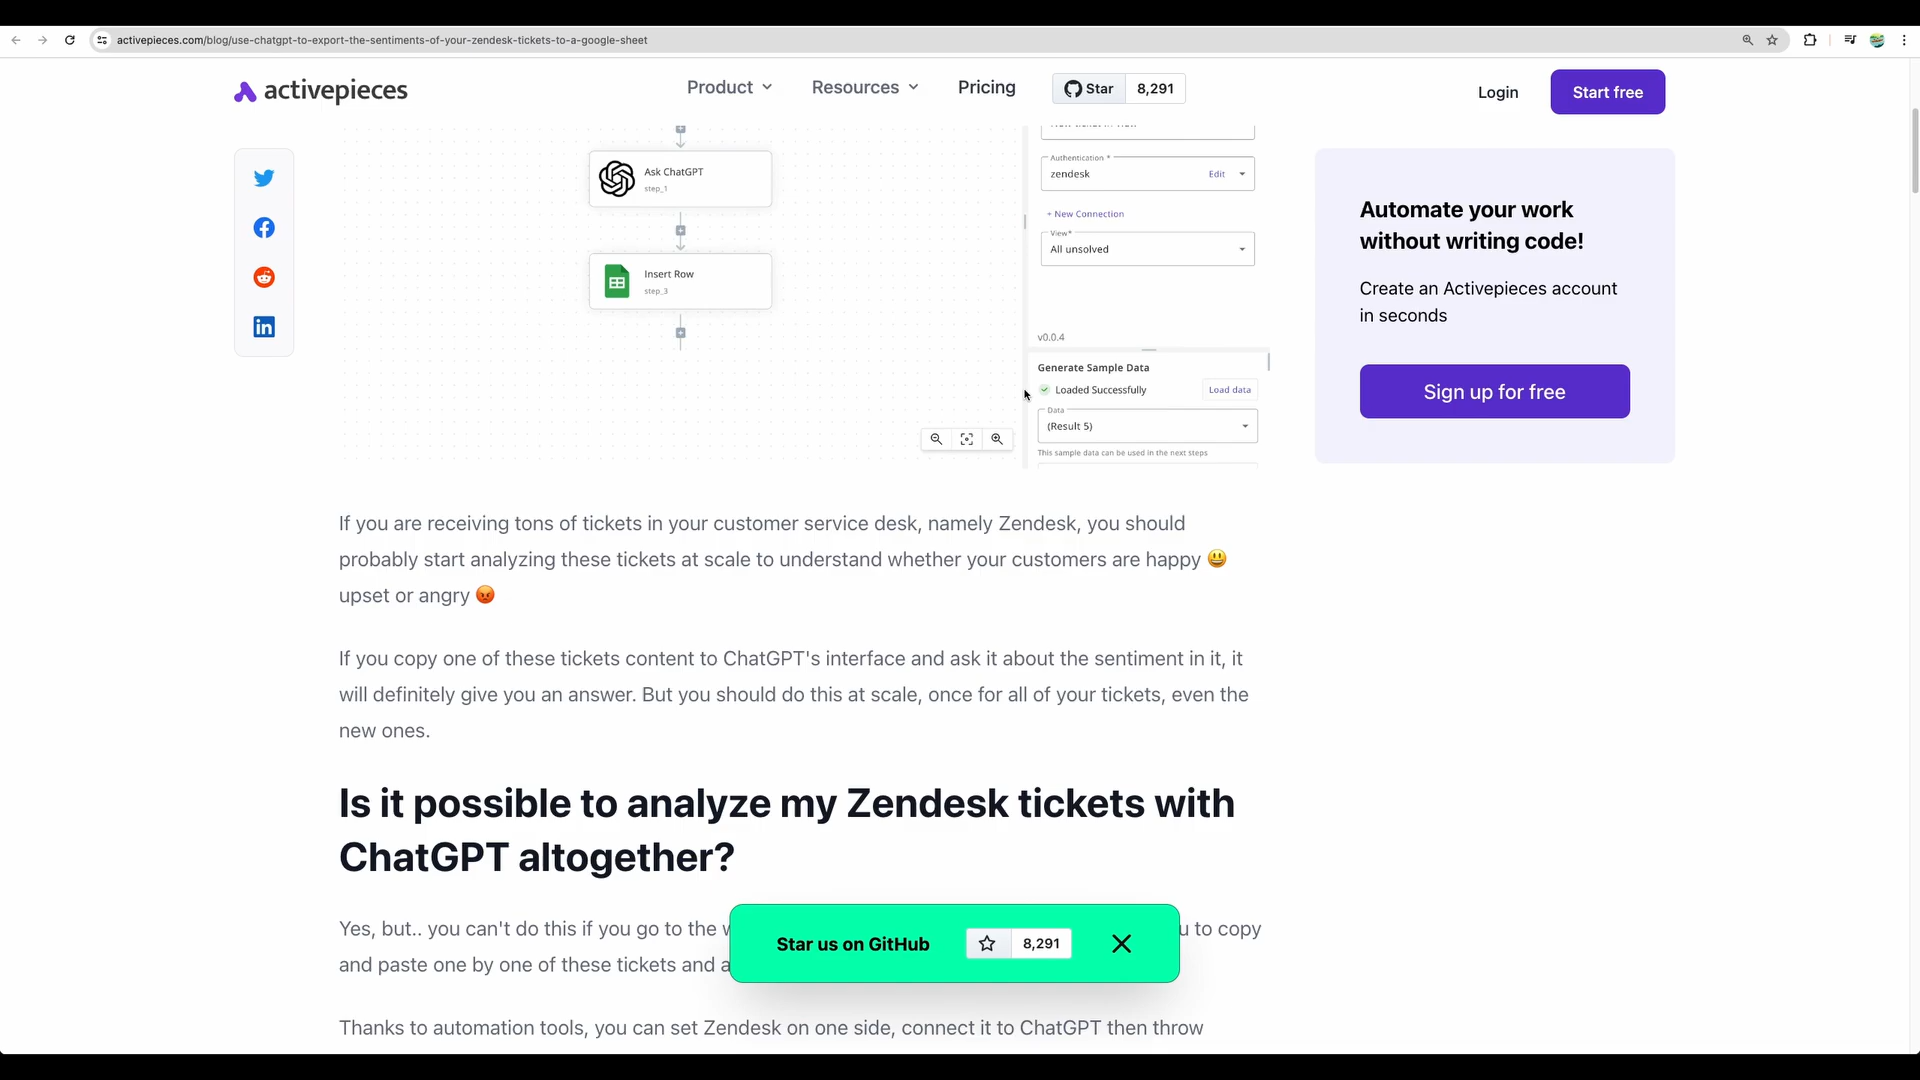 activepieces.com/blog/use-chatgpt-to-export-the-sentiments-of-your-zendesk-tickets-to-a-google-sheet
activepieces
Product
Resources
Pricing
Star
8,291
Login
Start free
Ask ChatGPT
step_1
Insert Row
step_3
Authentication *
zendesk
Edit
+ New Connection
View*
All unsolved
v0.0.4
Generate Sample Data
Loaded Successfully
Load data
Data
(Result 5)
This sample data can be used in the next steps
Automate your work
without writing code!
Create an Activepieces account
in seconds
Sign up for free
If you are receiving tons of tickets in your customer service desk, namely Zendesk, you should
probably start analyzing these tickets at scale to understand whether your customers are happy 😃
upset or angry 😡
If you copy one of these tickets content to ChatGPT's interface and ask it about the sentiment in it, it
will definitely give you an answer. But you should do this at scale, once for all of your tickets, even the
new ones.
Is it possible to analyze my Zendesk tickets with
ChatGPT altogether?
Yes, but.. you can't do this if you go to the
to copy
and paste one by one of these tickets and
Star us on GitHub
8,291
Thanks to automation tools, you can set Zendesk on one side, connect it to ChatGPT then throw